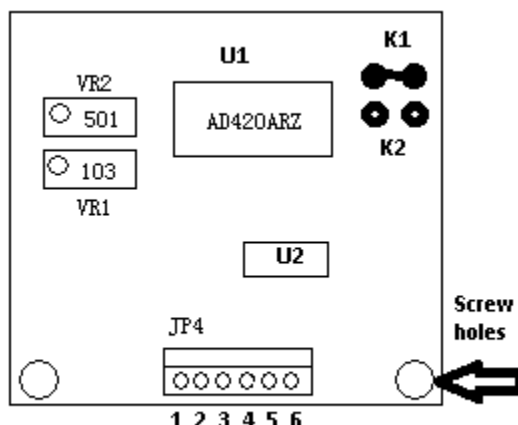 K1
U1
VR2
501
AD420ARZ
K2
103
VR1
U2
Screw
holes
JP4
1 2 3 4 5 6